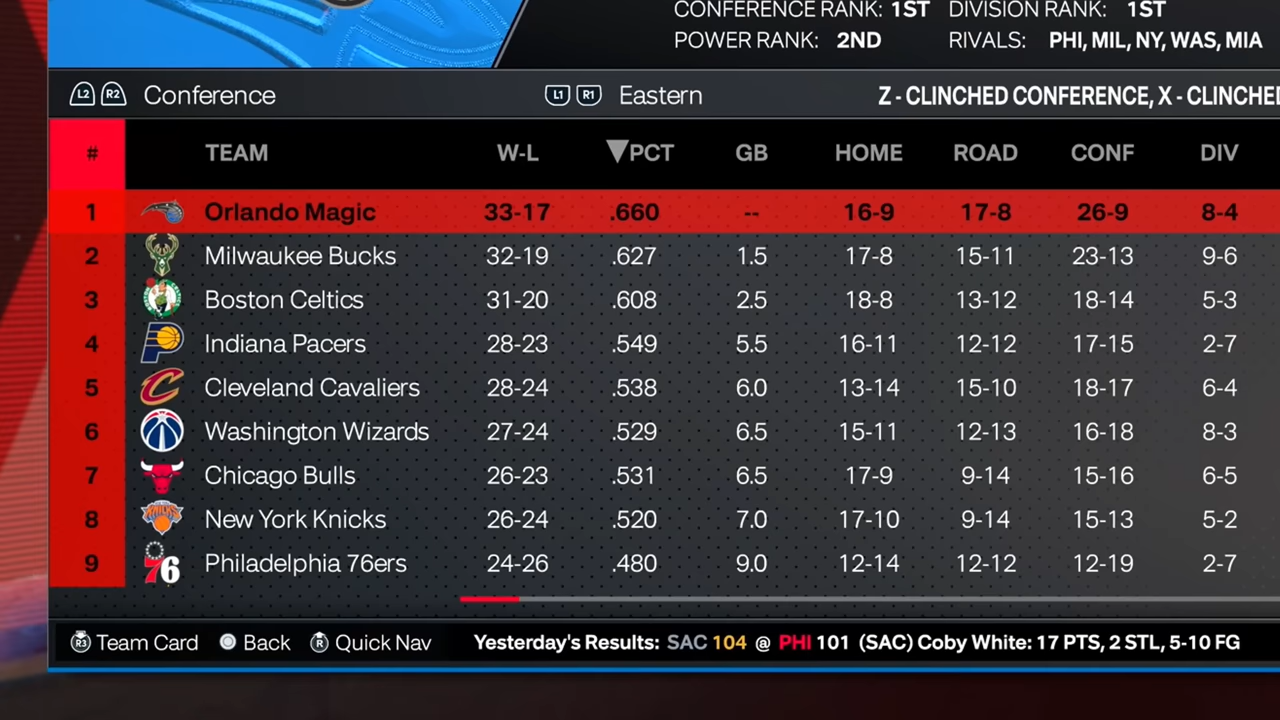 CONFERENCE RANK: 1ST DIVISION RANK: 1ST
POWER RANK: 2ND RIVALS: PHI, MIL, NY, WAS, MIA
L2 R2 Conference L1 R1 Eastern Z - CLINCHED CONFERENCE, X - CLINCHED
# TEAM W-L PCT GB HOME ROAD CONF DIV
1 Orlando Magic 33-17 .660 -- 16-9 17-8 26-9 8-4
2 Milwaukee Bucks 32-19 .627 1.5 17-8 15-11 23-13 9-6
3 Boston Celtics 31-20 .608 2.5 18-8 13-12 18-14 5-3
4 Indiana Pacers 28-23 .549 5.5 16-11 12-12 17-15 2-7
5 Cleveland Cavaliers 28-24 .538 6.0 13-14 15-10 18-17 6-4
6 Washington Wizards 27-24 .529 6.5 15-11 12-13 16-18 8-3
7 Chicago Bulls 26-23 .531 6.5 17-9 9-14 15-16 6-5
8 New York Knicks 26-24 .520 7.0 17-10 9-14 15-13 5-2
9 Philadelphia 76ers 24-26 .480 9.0 12-14 12-12 12-19 2-7
R3 Team Card Back R Quick Nav Yesterday's Results: SAC 104 @ PHI 101 (SAC) Coby White: 17 PTS, 2 STL, 5-10 FG